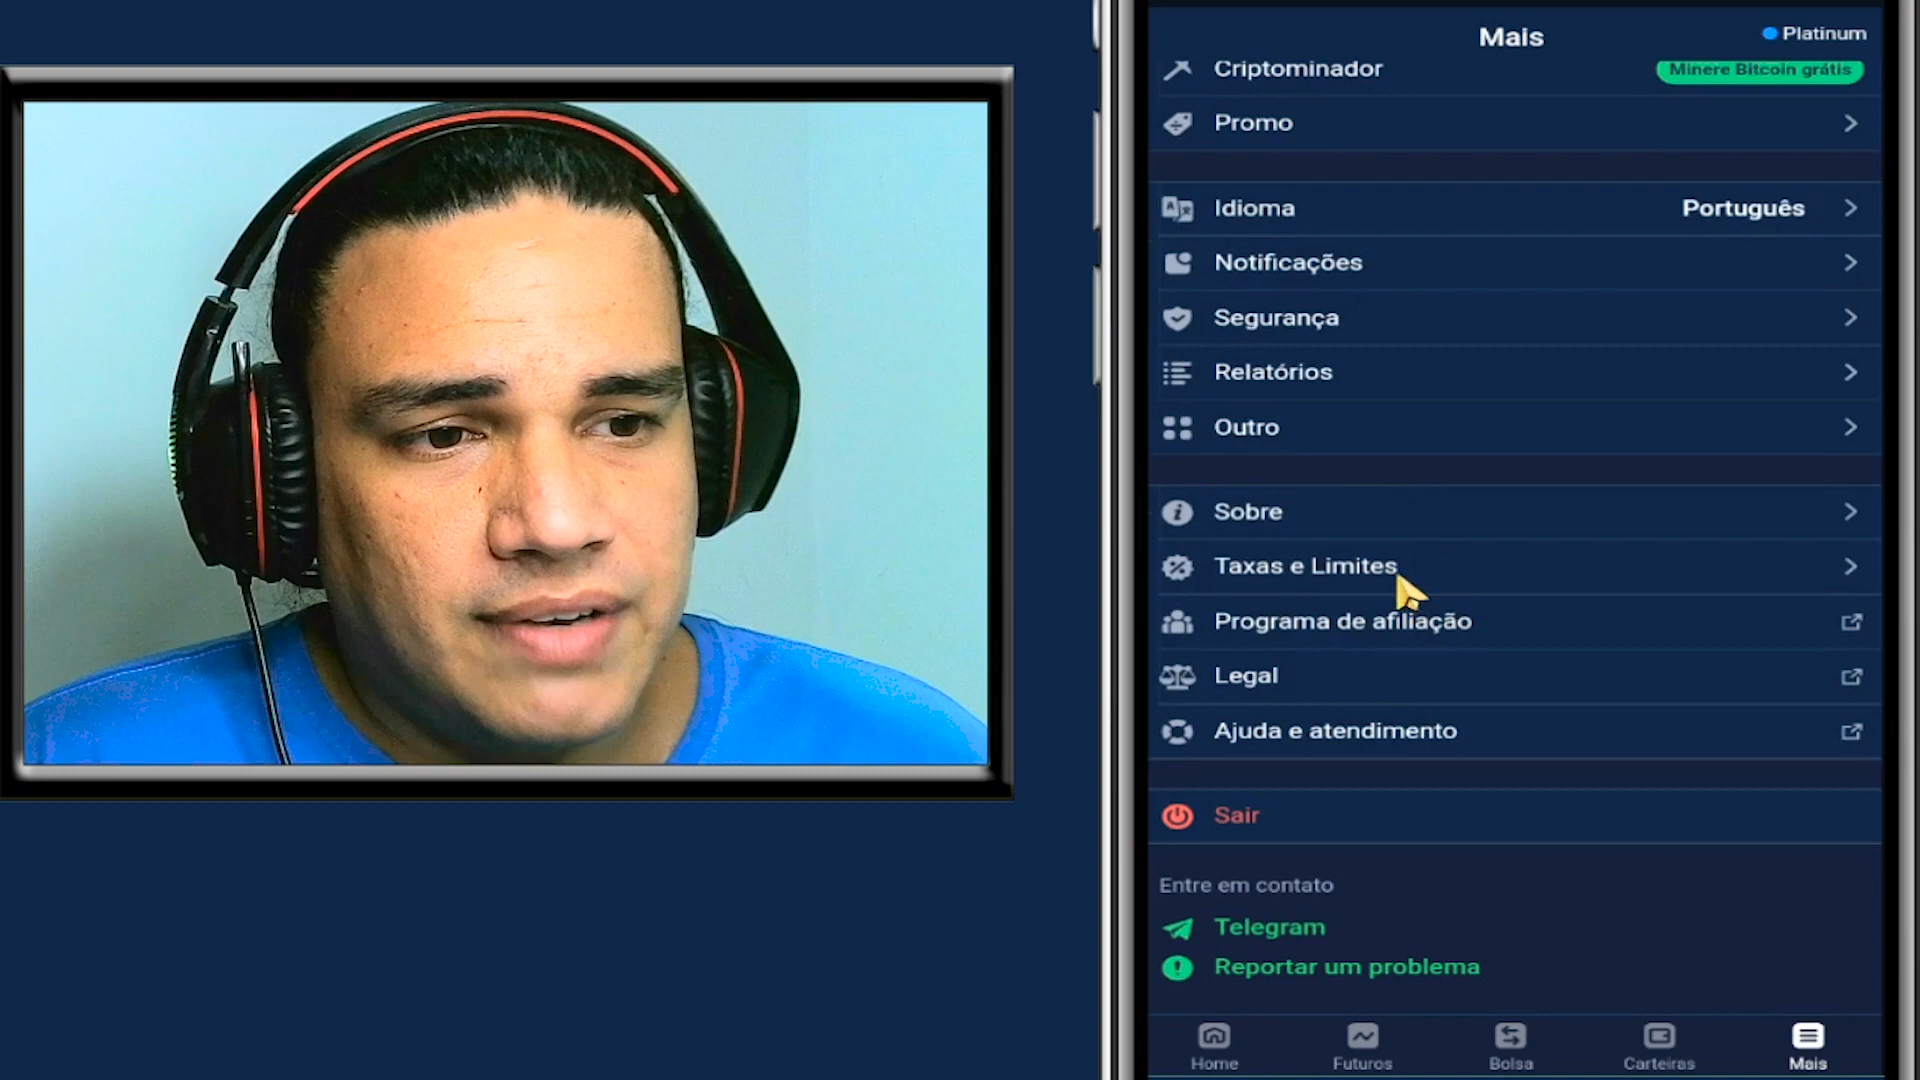 Mais
Platinum
Criptominador
Minere Bitcoin grátis
Promo
Idioma
Português
Notificações
Segurança
Relatórios
Outro
Sobre
Taxas e Limites
Programa de afiliação
Legal
Ajuda e atendimento
Sair
Entre em contato
Telegram
Reportar um problema
Home
Futuros
Bolsa
Carteiras
Mais